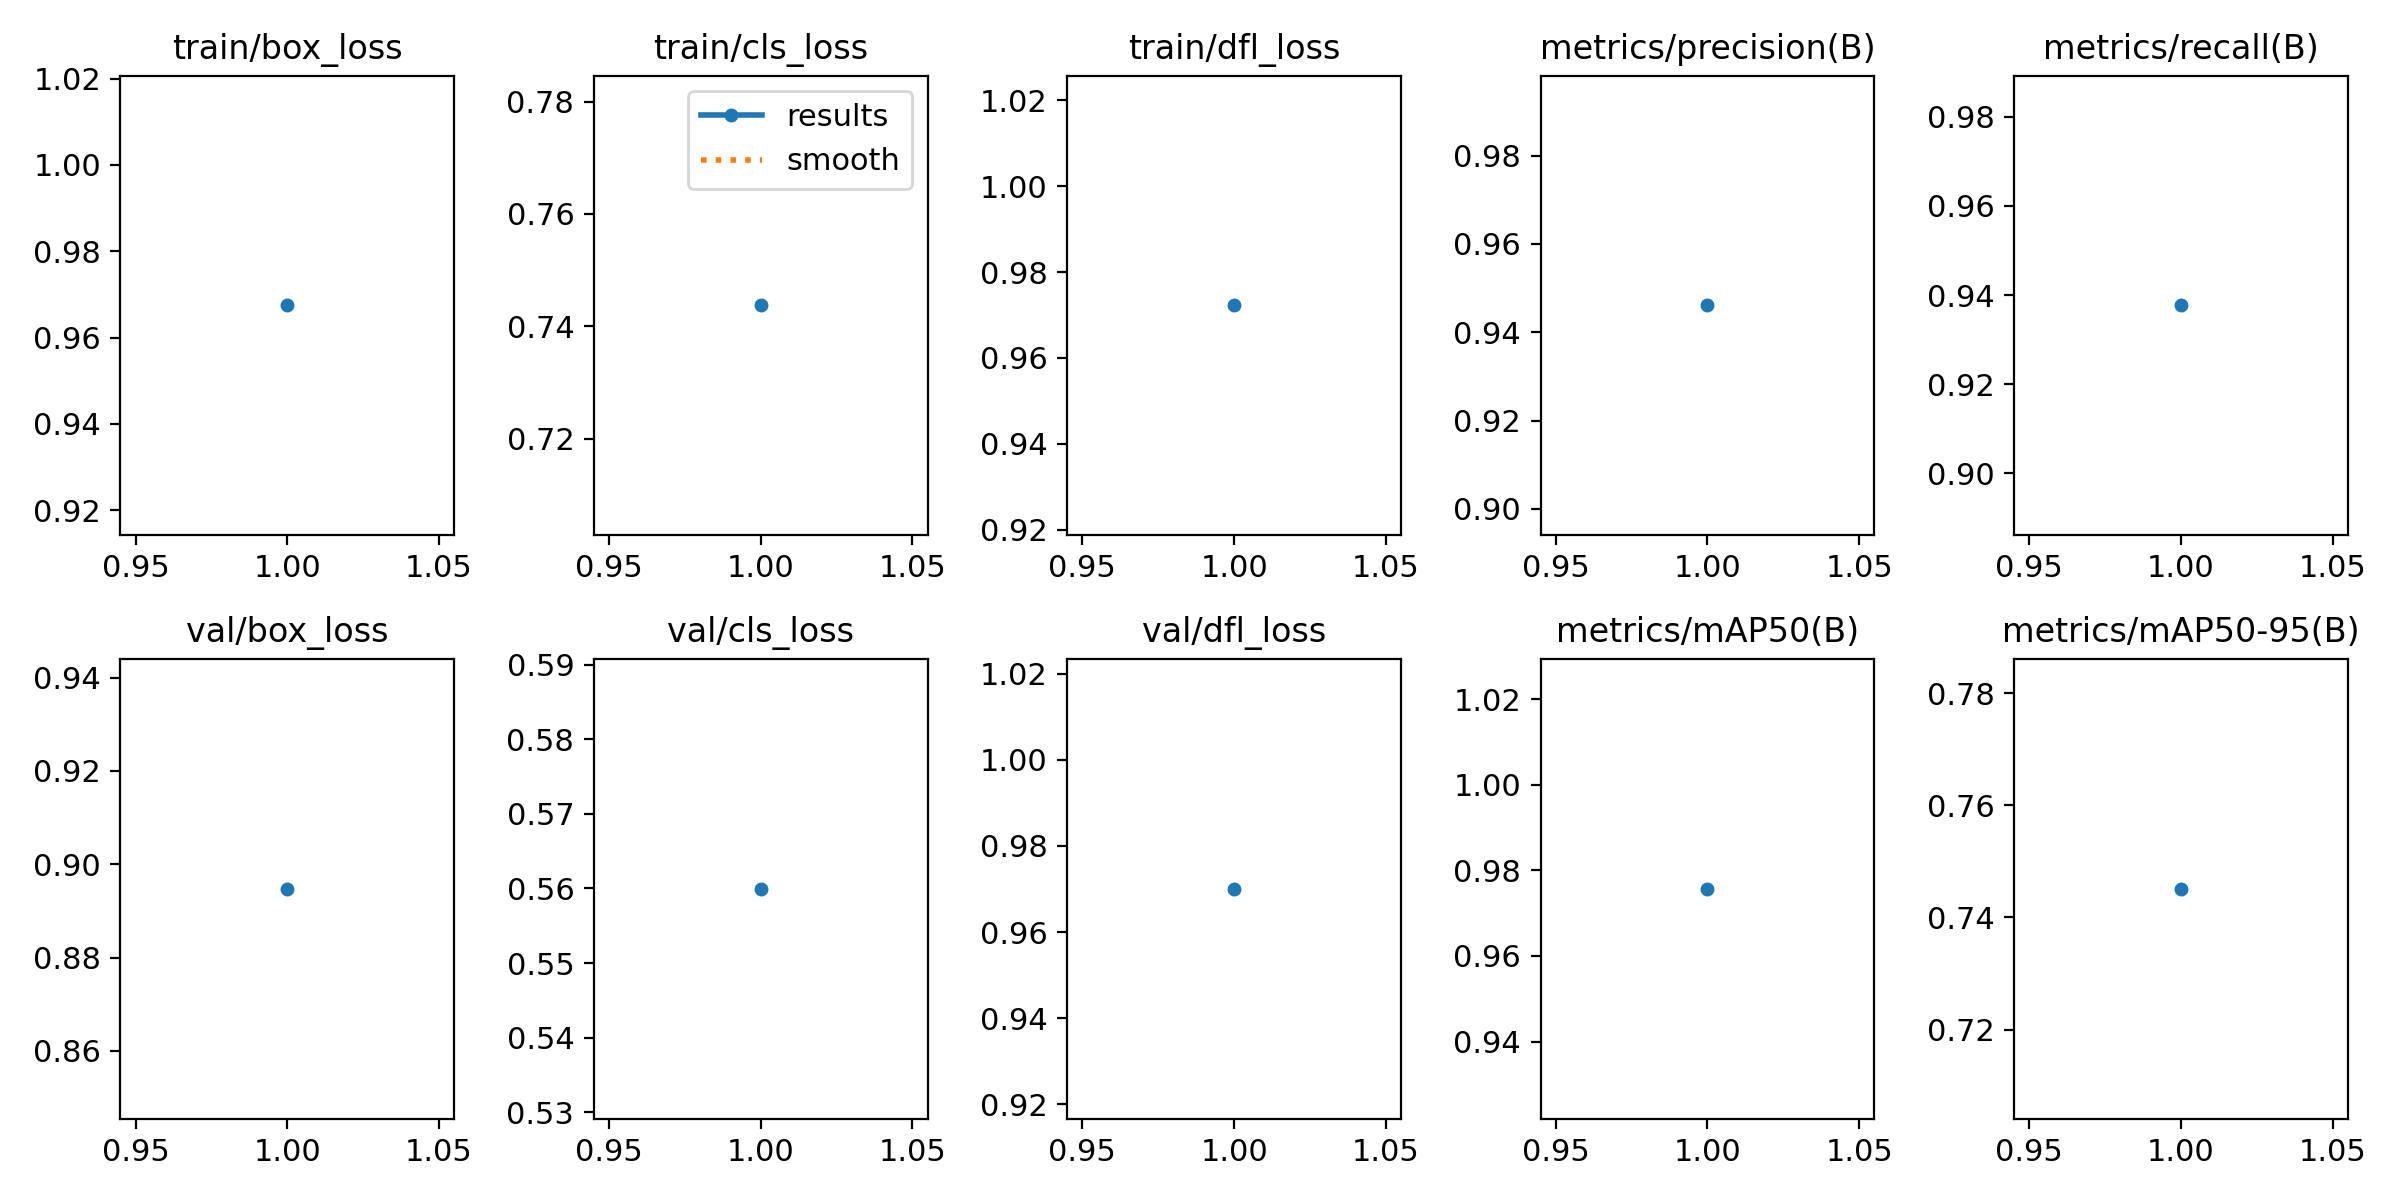 train/box_loss
1.02
1.00
0.98
0.96
0.94
0.92
0.95 1.00 1.05
train/cls_loss
0.78
0.76
0.74
0.72
results
smooth
0.95 1.00 1.05
train/dfl_loss
1.02
1.00
0.98
0.96
0.94
0.92
0.95 1.00 1.05
metrics/precision(B)
0.98
0.96
0.94
0.92
0.90
0.95 1.00 1.05
metrics/recall(B)
0.98
0.96
0.94
0.92
0.90
0.95 1.00 1.05
val/box_loss
0.94
0.92
0.90
0.88
0.86
0.95 1.00 1.05
val/cls_loss
0.59
0.58
0.57
0.56
0.55
0.54
0.53
0.95 1.00 1.05
val/dfl_loss
1.02
1.00
0.98
0.96
0.94
0.92
0.95 1.00 1.05
metrics/mAP50(B)
1.02
1.00
0.98
0.96
0.94
0.95 1.00 1.05
metrics/mAP50-95(B)
0.78
0.76
0.74
0.72
0.95 1.00 1.05